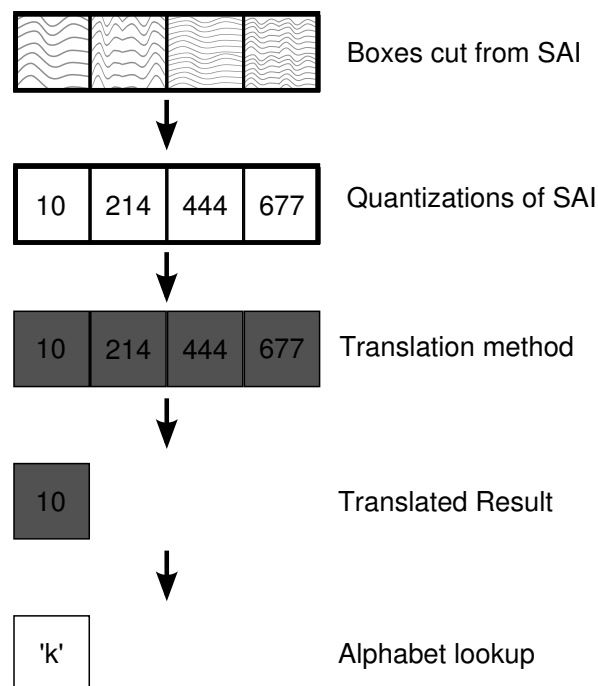 Boxes cut from SAI
10 214 444 677 Quantizations of SAI
10 214 444 677 Translation method
10 Translated Result
'k' Alphabet lookup